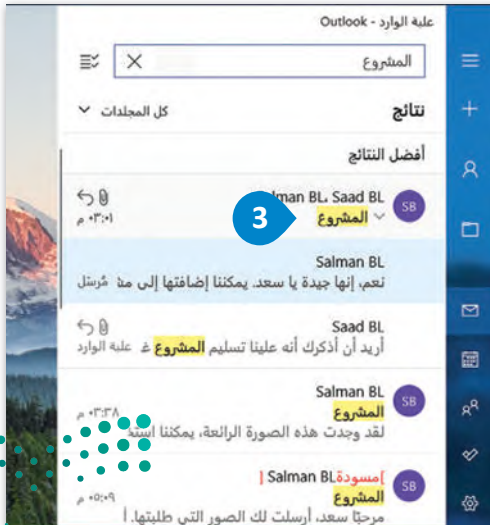 علبة الوارد - Outlook
المشروع
نتائج
كل المجلدات
أفضل النتائج
SB
Salman BL، Saad BL
المشروع
٠٣:٠١ م
3
Salman BL
نعم، إنها جيدة يا سعد. يمكننا إضافتها إلى مش مُرسَل
Saad BL
أريد أن أذكرك أنه علينا تسليم المشروع غ علبة الوارد
SB
Salman BL
المشروع
٠٣:٣٨ م
لقد وجدت هذه الصورة الرائعة، يمكننا استخ
SB
]مسودةSalman BL [
المشروع
٠٥:٠٩ م
مرحبًا سعد، أرسلت لك الصور التي طلبتها. أ